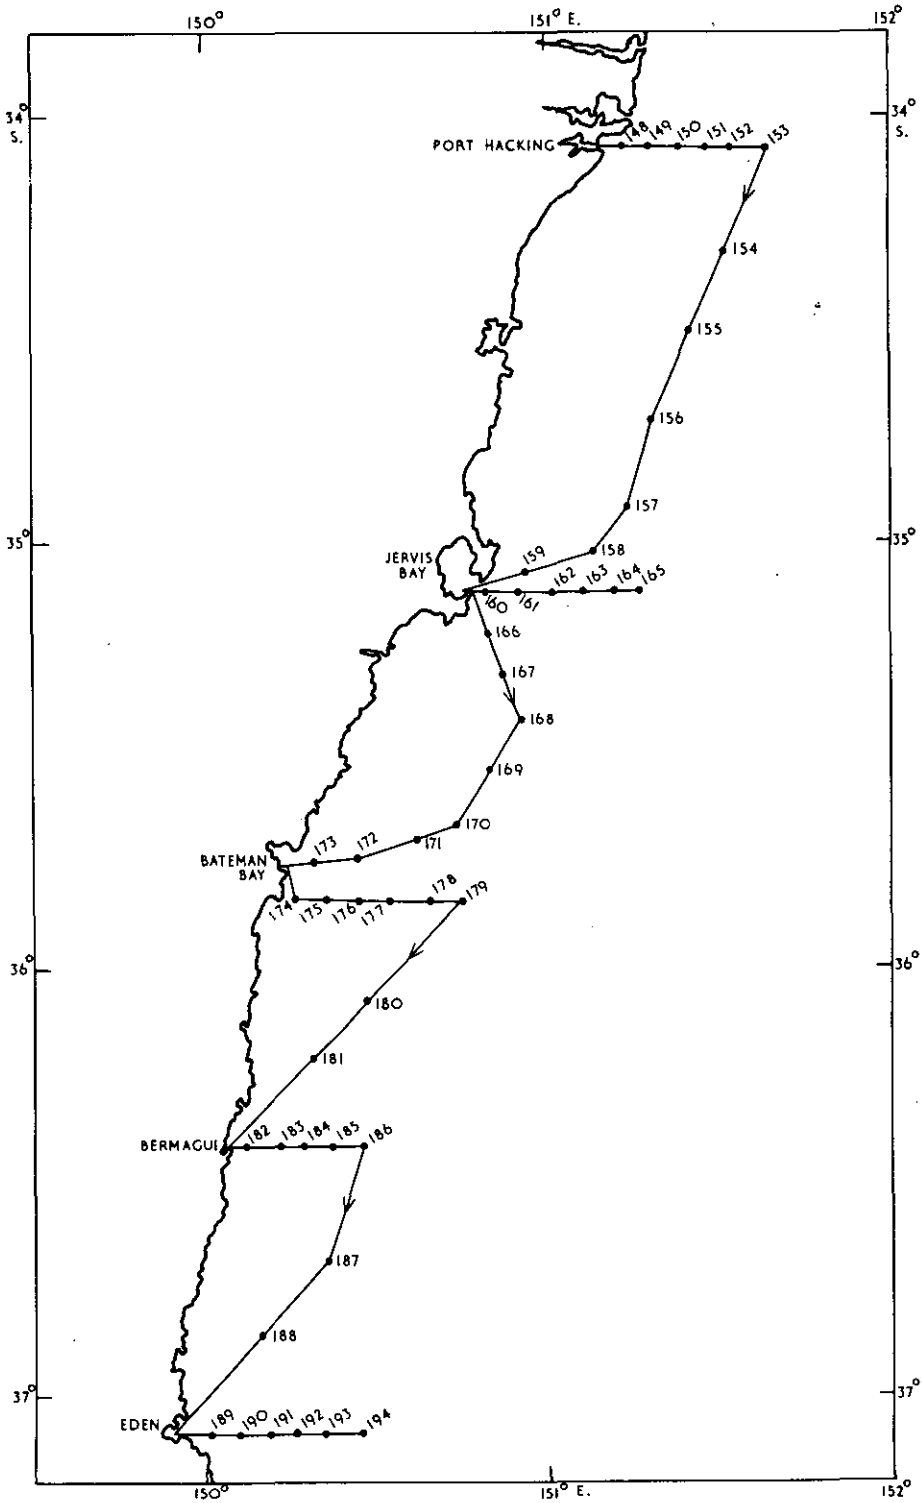 150° 151° E. 152°
34° S. 34° S.
PORT HACKING 148 149 150 151 152 153
154
155
156
157
35° 35°
158
JERVIS BAY
159
160 161 162 163 164 165
166
167
168
169
170
171
172
173
BATEMAN BAY
174 175 176 177 178 179
36° 36°
180
181
BERMAGUI 182 183 184 185 186
187
188
37° 37°
EDEN 189 190 191 192 193 194
150° 151° E. 152°